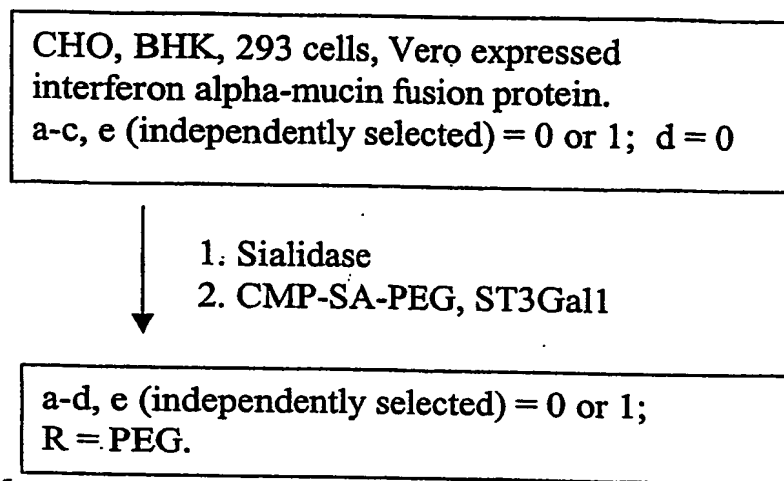 CHO, BHK, 293 cells, Vero expressed
interferon alpha-mucin fusion protein.
a-c, e (independently selected) = 0 or 1; d = 0
1. Sialidase
2. CMP-SA-PEG, ST3Gal1
a-d, e (independently selected) = 0 or 1;
R = PEG.